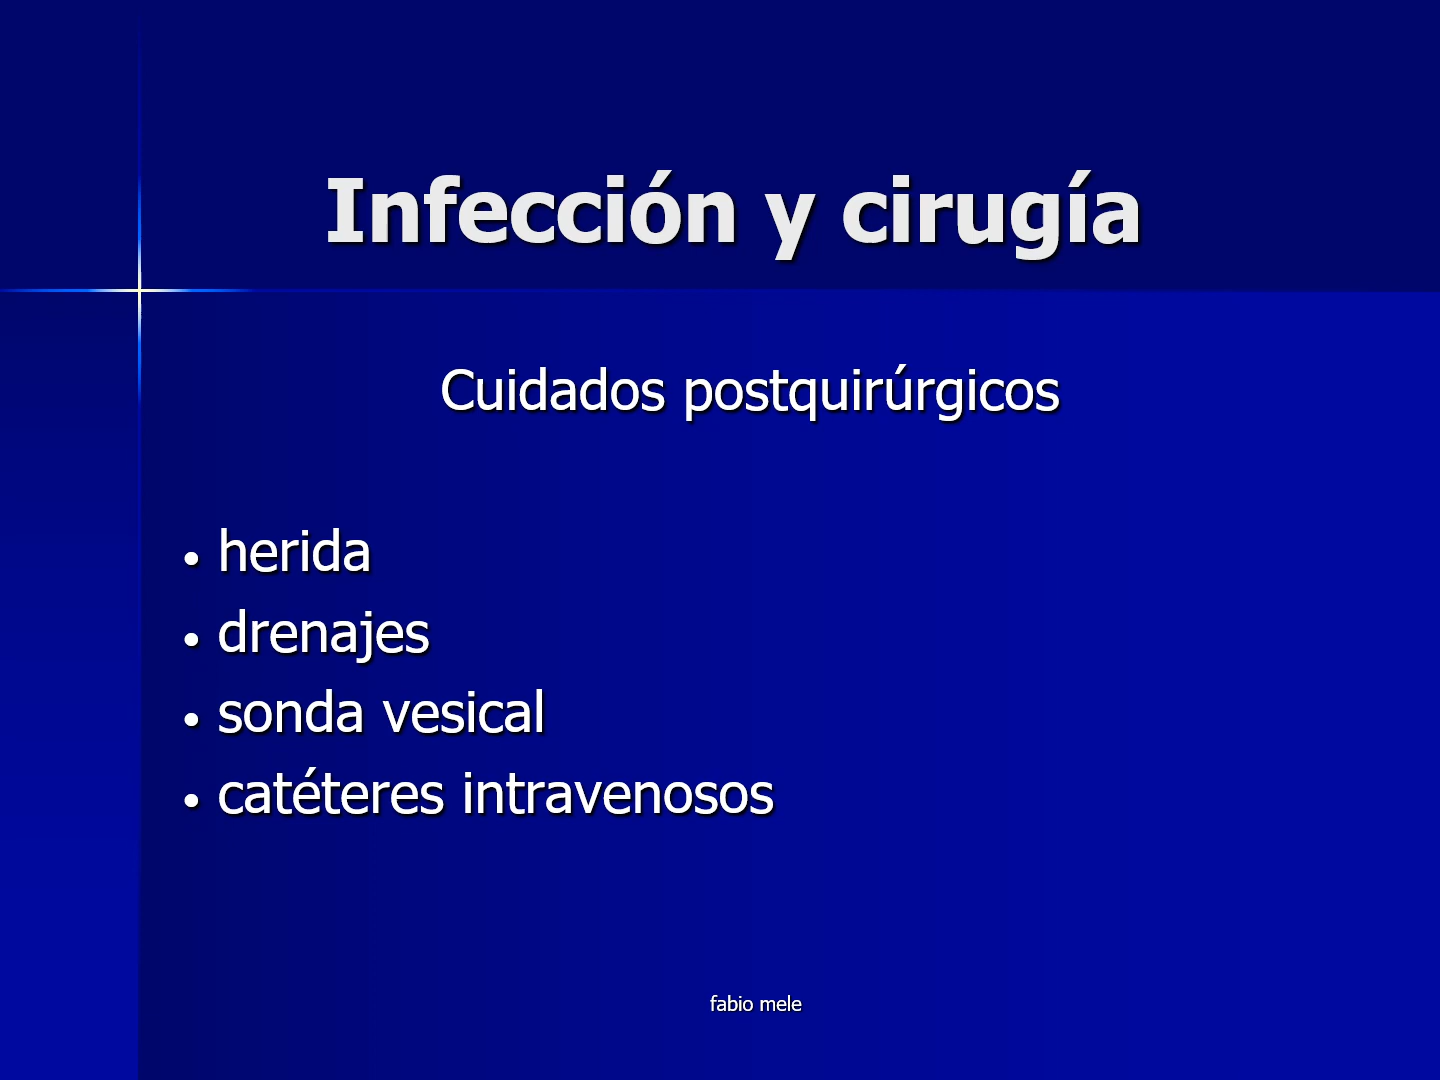 Infección y cirugía
Cuidados postquirúrgicos
• herida
• drenajes
• sonda vesical
• catéteres intravenosos
fabio mele